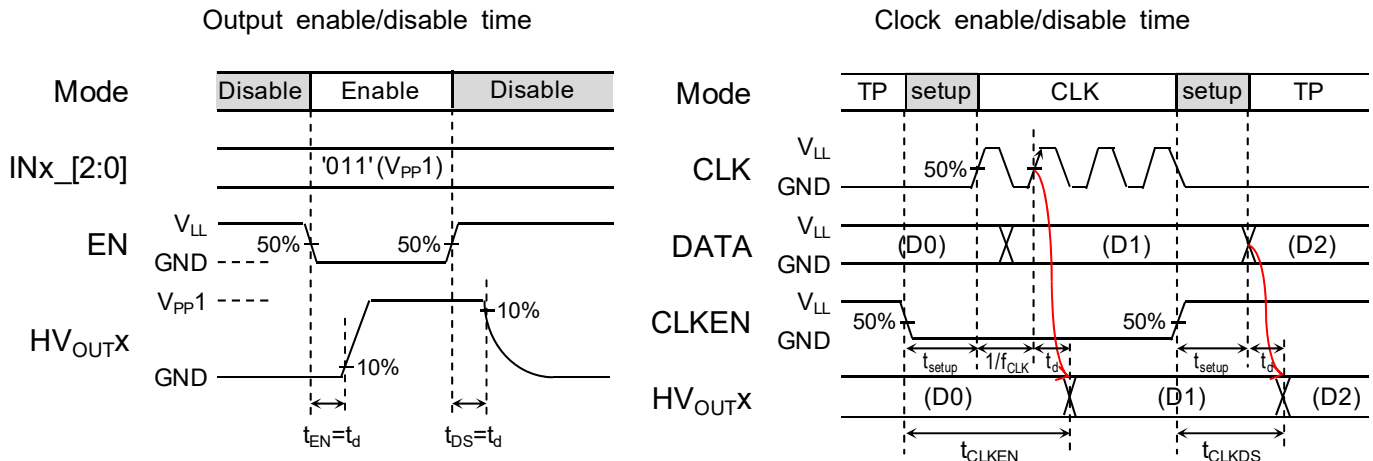 Output enable/disable time
Mode Disable Enable Disable
INx_[2:0] '011' (VPP1)
EN VLL 50% 50% GND
HVOUTx VPP1 10% 10% GND
tEN=td tDS=td
Clock enable/disable time
Mode TP setup CLK setup TP
CLK VLL 50% GND
DATA VLL (D0) (D1) (D2) GND
CLKEN VLL 50% 50% GND
tsetup 1/fCLK td tsetup td
HVOUTx (D0) (D1) (D2)
tCLKEN tCLKDS